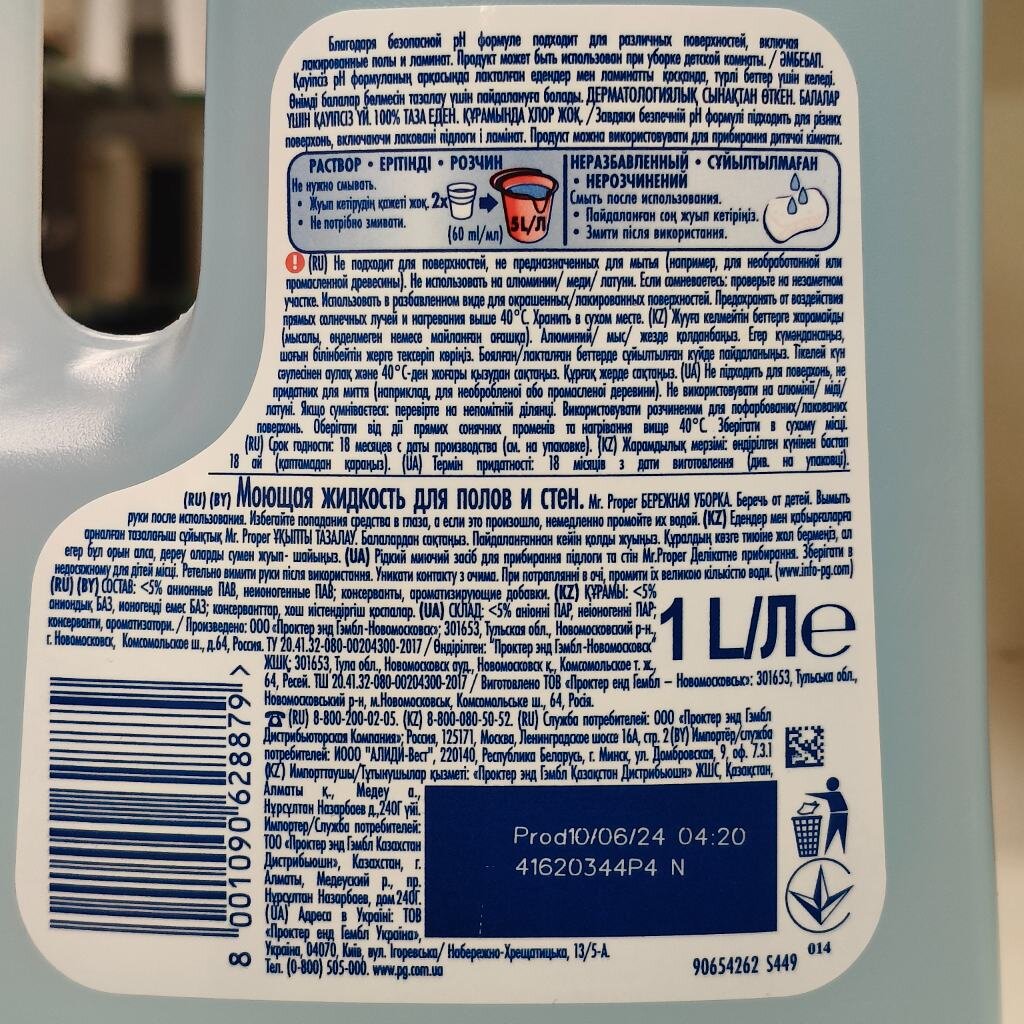 Благодаря безопасной рН формуле подходит для различных поверхностей, включая
лакированные полы и ламинат. Продукт может быть использован при уборке детской комнаты. / ӘМБЕБАП.
Қауіпсіз рН формуланың арқасында лакталған едендер мен ламинатты қосқанда, түрлі беттер үшін келеді.
Өнімді балалар бөлмесін тазалау үшін пайдалануға болады. ДЕРМАТОЛОГИЯЛЫҚ СЫНАҚТАН ӨТКЕН. БАЛАЛАР
ҮШІН ҚАУІПСІЗ ҮЙ. 100% ТАЗА ЕДЕН. ҚҰРАМЫНДА ХЛОР ЖОҚ. / Завдяки безпечній рН формулі підходить для різних
поверхонь, включаючи лаковані підлоги і ламінат. Продукт можна використовувати для прибирання дитячої кімнати.
РАСТВОР • ЕРІТІНДІ • РОЗЧИН
Не нужно смывать.
• Жуып кетірудің қажеті жоқ.
• Не потрібно змивати.
2x
(60 ml/мл)
5L/Л
НЕРАЗБАВЛЕННЫЙ • СҰЙЫЛТЫЛМАҒАН
• НЕРОЗЧИНЕНИЙ
Смыть после использования.
• Пайдаланған соң жуып кетіріңіз.
• Змити після використання.
(RU) Не подходит для поверхностей, не предназначенных для мытья (например, для необработанной или
промасленной древесины). Не использовать на алюминии/ меди/ латуни. Если сомневаетесь: проверьте на незаметном
участке. Использовать в разбавленном виде для окрашенных/лакированных поверхностей. Предохранять от воздействия
прямых солнечных лучей и нагревания выше 40°С. Хранить в сухом месте. (KZ) Жууға келмейтін беттерге жарамайды
(мысалы, өңделмеген немесе майланған ағашқа). Алюминий/ мыс/ жезде қолданбаңыз. Егер күмәндансаңыз,
шағын білінбейтін жерге тексеріп көріңіз. Боялған/лакталған беттерде сұйылтылған күйде пайдаланыңыз. Тікелей күн
сәулесінен аулақ және 40°С-ден жоғары қызудан сақтаңыз. Құрғақ жерде сақтаңыз. (UA) Не підходить для поверхонь, не
придатних для миття (наприклад, для необробленої або промасленої деревини). Не використовувати на алюмінії/ міді/
латуні. Якщо сумніваєтеся: перевірте на непомітній ділянці. Використовувати розчиненим для пофарбованих/лакованих
поверхонь. Оберігати від дії прямих сонячних променів та нагрівання вище 40°С. Зберігати в сухому місці.
(RU) Срок годности: 18 месяцев с даты производства (см. на упаковке). (KZ) Жарамдылық мерзімі: өндірілген күнінен бастап
18 ай (қаптамадан қараңыз). (UA) Термін придатності: 18 місяців з дати виготовлення (див. на упаковці).
(RU) (BY) Моющая жидкость для полов и стен. Mr. Proper БЕРЕЖНАЯ УБОРКА. Беречь от детей. Вымыть
руки после использования. Избегайте попадания средства в глаза, а если это произошло, немедленно промойте их водой. (KZ) Едендер мен қабырғаларға
арналған тазалағыш сұйықтық Mr. Proper ҰҚЫПТЫ ТАЗАЛАУ. Балалардан сақтаңыз. Пайдаланғаннан кейін қолды жуыңыз. Құралдың көзге тиюіне жол бермеңіз, ал
егер бұл орын алса, дереу оларды сумен жуып- шайыңыз. (UA) Рідкий миючий засіб для прибирання підлоги та стін Mr.Proper Делікатне прибирання. Зберігати в
недосяжному для дітей місці. Ретельно вимити руки після використання. Уникати контакту з очима. При потраплянні в очі, промити їх великою кількістю води. (www.info-pg.com)
(RU) (BY) СОСТАВ: <5% анионные ПАВ, неионогенные ПАВ; консерванты, ароматизирующие добавки. (KZ) ҚҰРАМЫ: <5%
аниондық БАЗ, ионогенді емес БАЗ; консерванттар, хош иістендіргіш қоспалар. (UA) СКЛАД: <5% аніонні ПАР, неіоногенні ПАР;
консерванти, ароматизатори. / Произведено: ООО «Проктер энд Гэмбл-Новомосковск»; 301653, Тульская обл., Новомосковский р-н,
г. Новомосковск, Комсомольское ш., д.64, Россия. ТУ 20.41.32-080-00204300-2017 / Өндірілген: "Проктер энд Гэмбл-Новомосковск"
ЖШҚ; 301653, Тула обл., Новомосковск ауд., Новомосковск қ., Комсомольское т. ж.,
64, Ресей. ТШ 20.41.32-080-00204300-2017 / Виготовлено ТОВ «Проктер енд Гембл – Новомосковськ»: 301653, Тульська обл.,
Новомосковський р-н, м.Новомосковськ, Комсомольське ш., 64, Росія.
1 L/Л℮
(RU) 8-800-200-02-05. (KZ) 8-800-080-50-52. (RU) Служба потребителей: ООО «Проктер энд Гэмбл
Дистрибьюторская Компания»; Россия, 125171, Москва, Ленинградское шоссе 16А, стр. 2 (BY) Импортёр/служба
потребителей: ИООО "АЛИДИ-Вест", 220140, Республика Беларусь, г. Минск, ул. Домбровская, 9, оф. 7.3.1
(KZ) Импорттаушы/Тұтынушылар қызметі: «Проктер энд Гэмбл Қазақстан Дистрибьюшн» ЖШС, Қазақстан,
Алматы қ., Медеу а.,
Нұрсұлтан Назарбаев д.,240Г үйі.
Импортер/Служба потребителей:
ТОО «Проктер энд Гэмбл Казахстан
Дистрибьюшн», Казахстан, г.
Алматы, Медеуский р., пр.
Нұрсұлтан Назарбаев, дом 240Г.
(UA) Адреса в Україні: ТОВ
«Проктер енд Гембл Україна»,
Україна, 04070, Київ, вул. Ігоревська/ Набережно-Хрещатицька, 13/5-А.
Тел. (0-800) 505-000. www.pg.com.ua
Prod10/06/24 04:20
41620344P4 N
8 001090 628879 >
014
90654262 S449